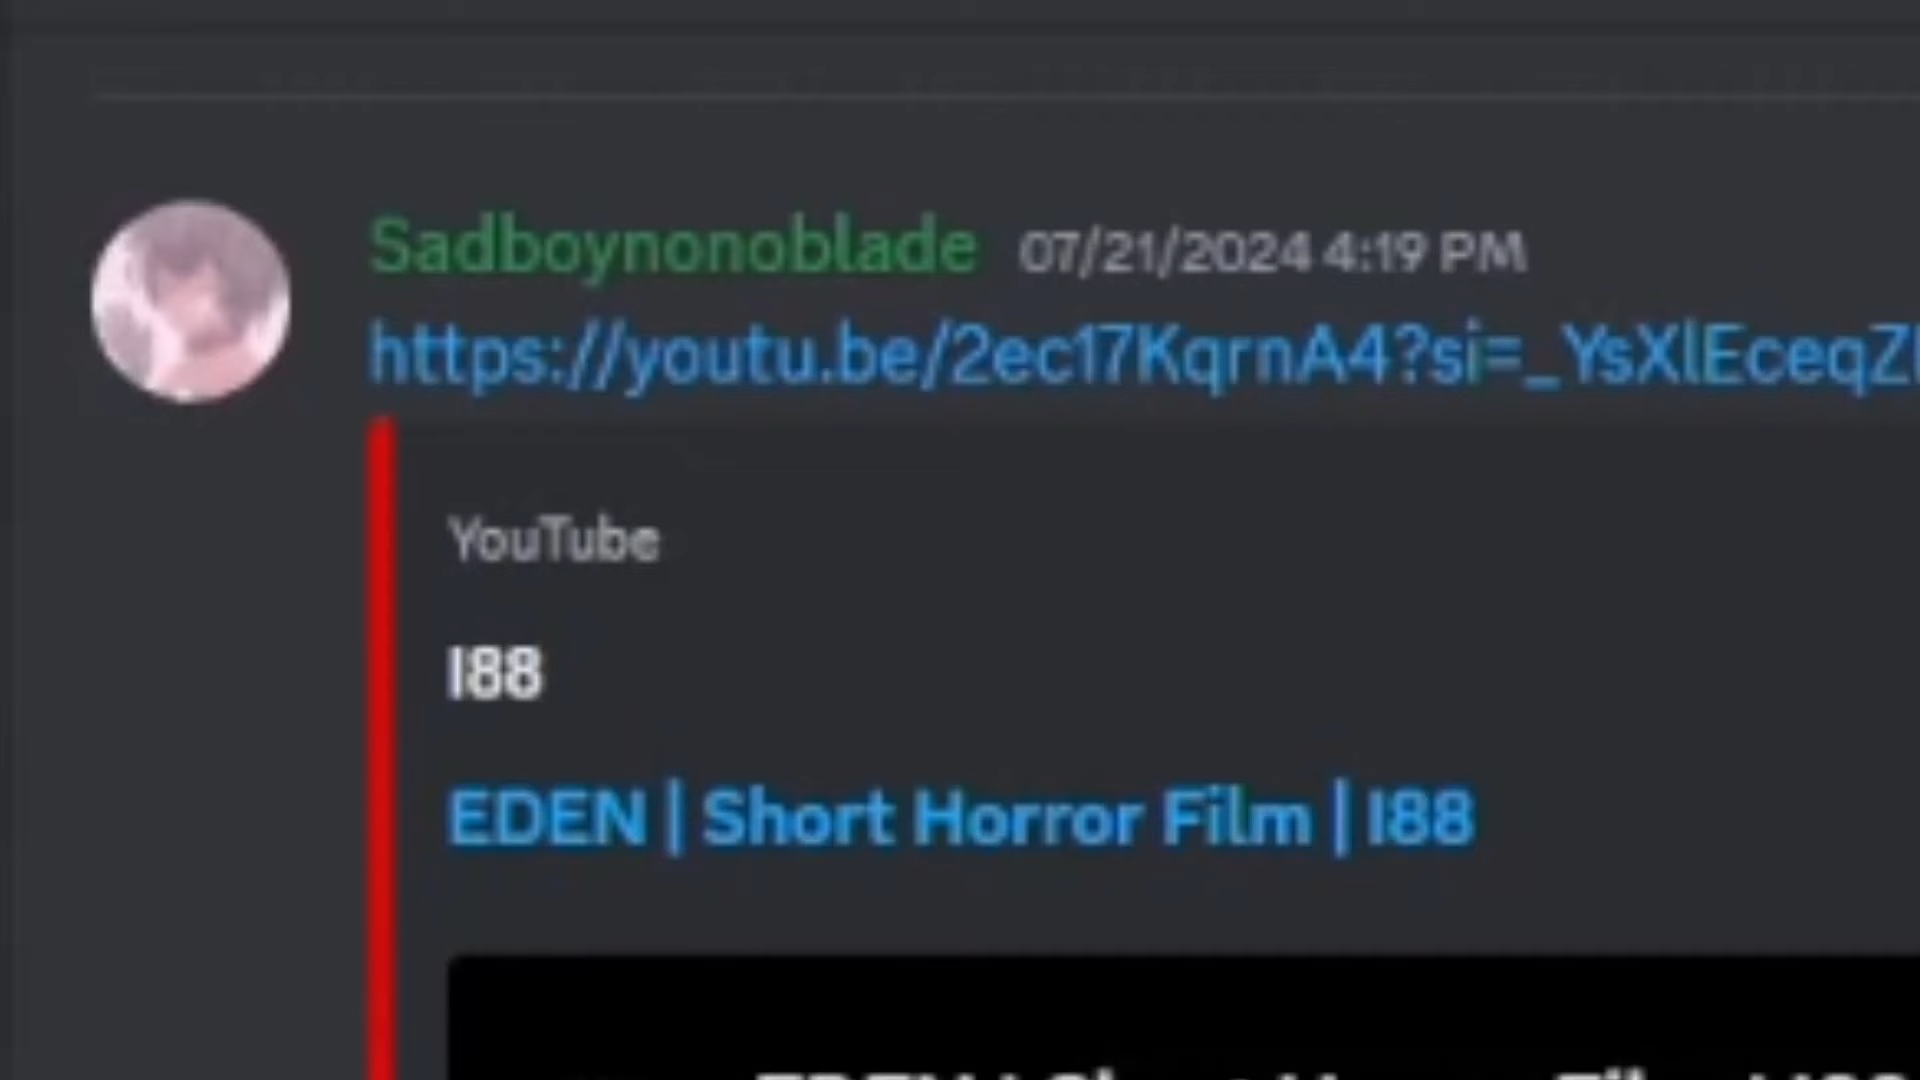 Sadboynonoblade 07/21/2024 4:19 PM
https://youtu.be/2ec17KqrnA4?si=_YsXlEceqZ
YouTube
I88
EDEN | Short Horror Film | I88